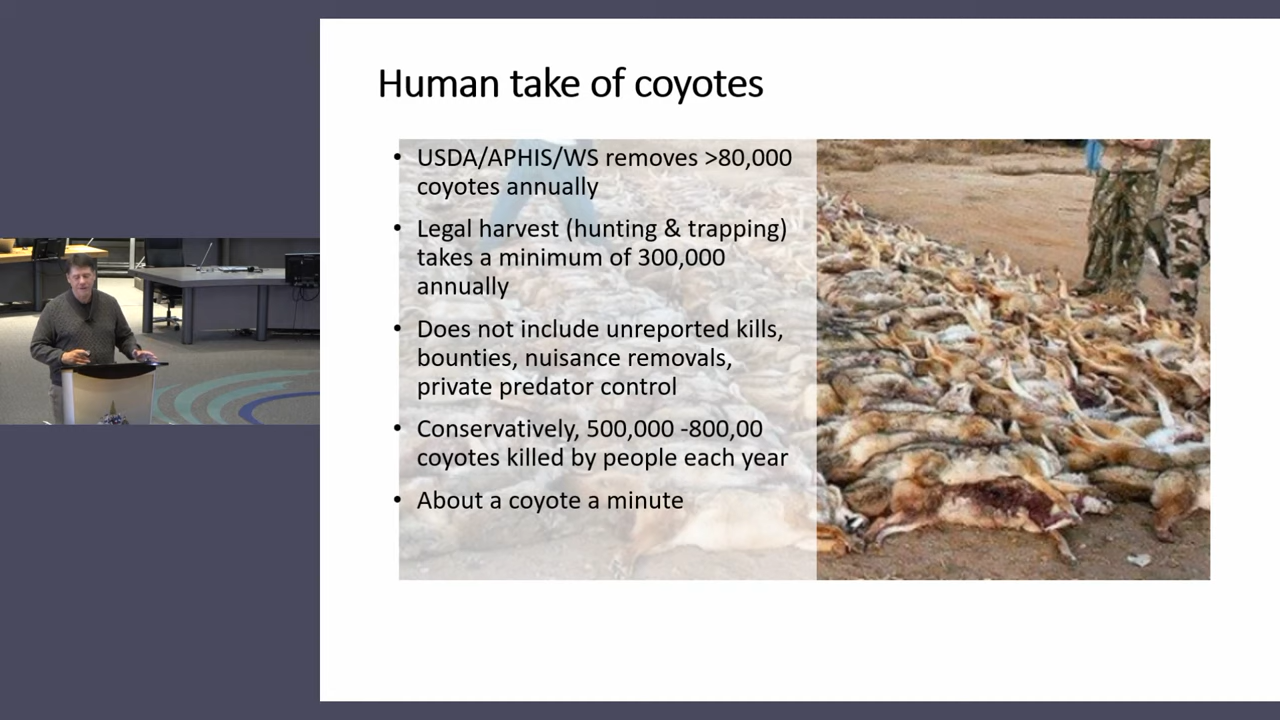 Human take of coyotes
• USDA/APHIS/WS removes >80,000
coyotes annually
• Legal harvest (hunting & trapping)
takes a minimum of 300,000
annually
• Does not include unreported kills,
bounties, nuisance removals,
private predator control
• Conservatively, 500,000 -800,00
coyotes killed by people each year
• About a coyote a minute